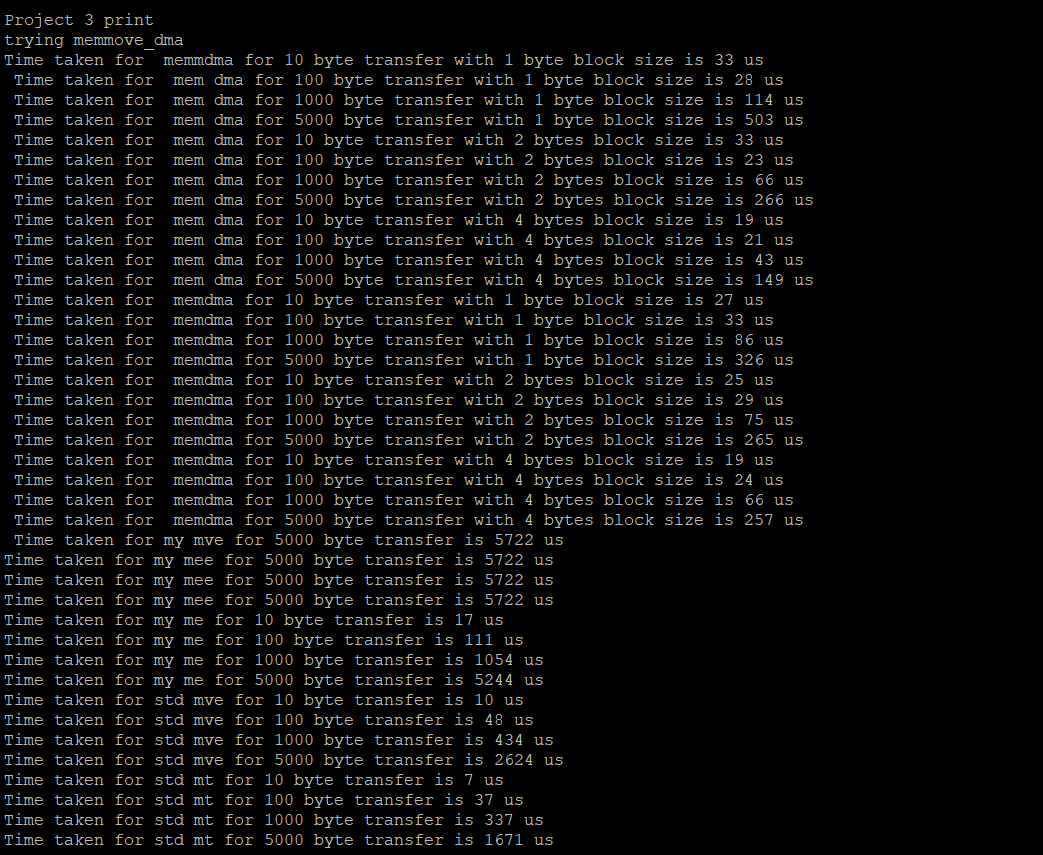 Project 3 print
trying memmove_dma
Time taken for  memmdma for 10 byte transfer with 1 byte block size is 33 us
 Time taken for  mem dma for 100 byte transfer with 1 byte block size is 28 us
 Time taken for  mem dma for 1000 byte transfer with 1 byte block size is 114 us
 Time taken for  mem dma for 5000 byte transfer with 1 byte block size is 503 us
 Time taken for  mem dma for 10 byte transfer with 2 bytes block size is 33 us
 Time taken for  mem dma for 100 byte transfer with 2 bytes block size is 23 us
 Time taken for  mem dma for 1000 byte transfer with 2 bytes block size is 66 us
 Time taken for  mem dma for 5000 byte transfer with 2 bytes block size is 266 us
 Time taken for  mem dma for 10 byte transfer with 4 bytes block size is 19 us
 Time taken for  mem dma for 100 byte transfer with 4 bytes block size is 21 us
 Time taken for  mem dma for 1000 byte transfer with 4 bytes block size is 43 us
 Time taken for  mem dma for 5000 byte transfer with 4 bytes block size is 149 us
 Time taken for  memdma for 10 byte transfer with 1 byte block size is 27 us
 Time taken for  memdma for 100 byte transfer with 1 byte block size is 33 us
 Time taken for  memdma for 1000 byte transfer with 1 byte block size is 86 us
 Time taken for  memdma for 5000 byte transfer with 1 byte block size is 326 us
 Time taken for  memdma for 10 byte transfer with 2 bytes block size is 25 us
 Time taken for  memdma for 100 byte transfer with 2 bytes block size is 29 us
 Time taken for  memdma for 1000 byte transfer with 2 bytes block size is 75 us
 Time taken for  memdma for 5000 byte transfer with 2 bytes block size is 265 us
 Time taken for  memdma for 10 byte transfer with 4 bytes block size is 19 us
 Time taken for  memdma for 100 byte transfer with 4 bytes block size is 24 us
 Time taken for  memdma for 1000 byte transfer with 4 bytes block size is 66 us
 Time taken for  memdma for 5000 byte transfer with 4 bytes block size is 257 us
 Time taken for my mve for 5000 byte transfer is 5722 us
Time taken for my mee for 5000 byte transfer is 5722 us
Time taken for my mee for 5000 byte transfer is 5722 us
Time taken for my mee for 5000 byte transfer is 5722 us
Time taken for my me for 10 byte transfer is 17 us
Time taken for my me for 100 byte transfer is 111 us
Time taken for my me for 1000 byte transfer is 1054 us
Time taken for my me for 5000 byte transfer is 5244 us
Time taken for std mve for 10 byte transfer is 10 us
Time taken for std mve for 100 byte transfer is 48 us
Time taken for std mve for 1000 byte transfer is 434 us
Time taken for std mve for 5000 byte transfer is 2624 us
Time taken for std mt for 10 byte transfer is 7 us
Time taken for std mt for 100 byte transfer is 37 us
Time taken for std mt for 1000 byte transfer is 337 us
Time taken for std mt for 5000 byte transfer is 1671 us